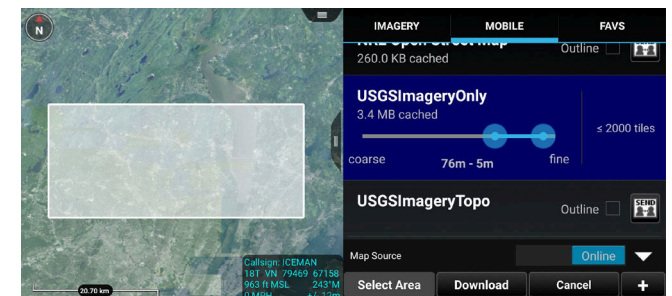 N
20.70 km
Callsign: ICEMAN
18T VN 79469 67158
963 ft MSL 243°M
0 MPH +/- 12m
IMAGERY MOBILE FAVS
Outline
260.0 KB cached
USGSImageryOnly
3.4 MB cached
≤ 2000 tiles
coarse 76m - 5m fine
USGSImageryTopo
Outline SEND
Map Source Online
Select Area Download Cancel +